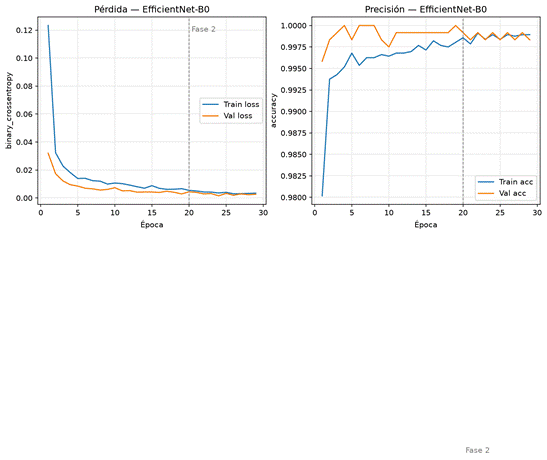 Pérdida — EfficientNet-B0
0.12
0.10
0.08
0.06
0.04
0.02
0.00
binary_crossentropy
Fase 2
Train loss
Val loss
0
5
10
15
20
25
30
Época
Precisión — EfficientNet-B0
1.0000
0.9975
0.9950
0.9925
0.9900
0.9875
0.9850
0.9825
0.9800
accuracy
Train acc
Val acc
0
5
10
15
20
25
30
Época
Fase 2